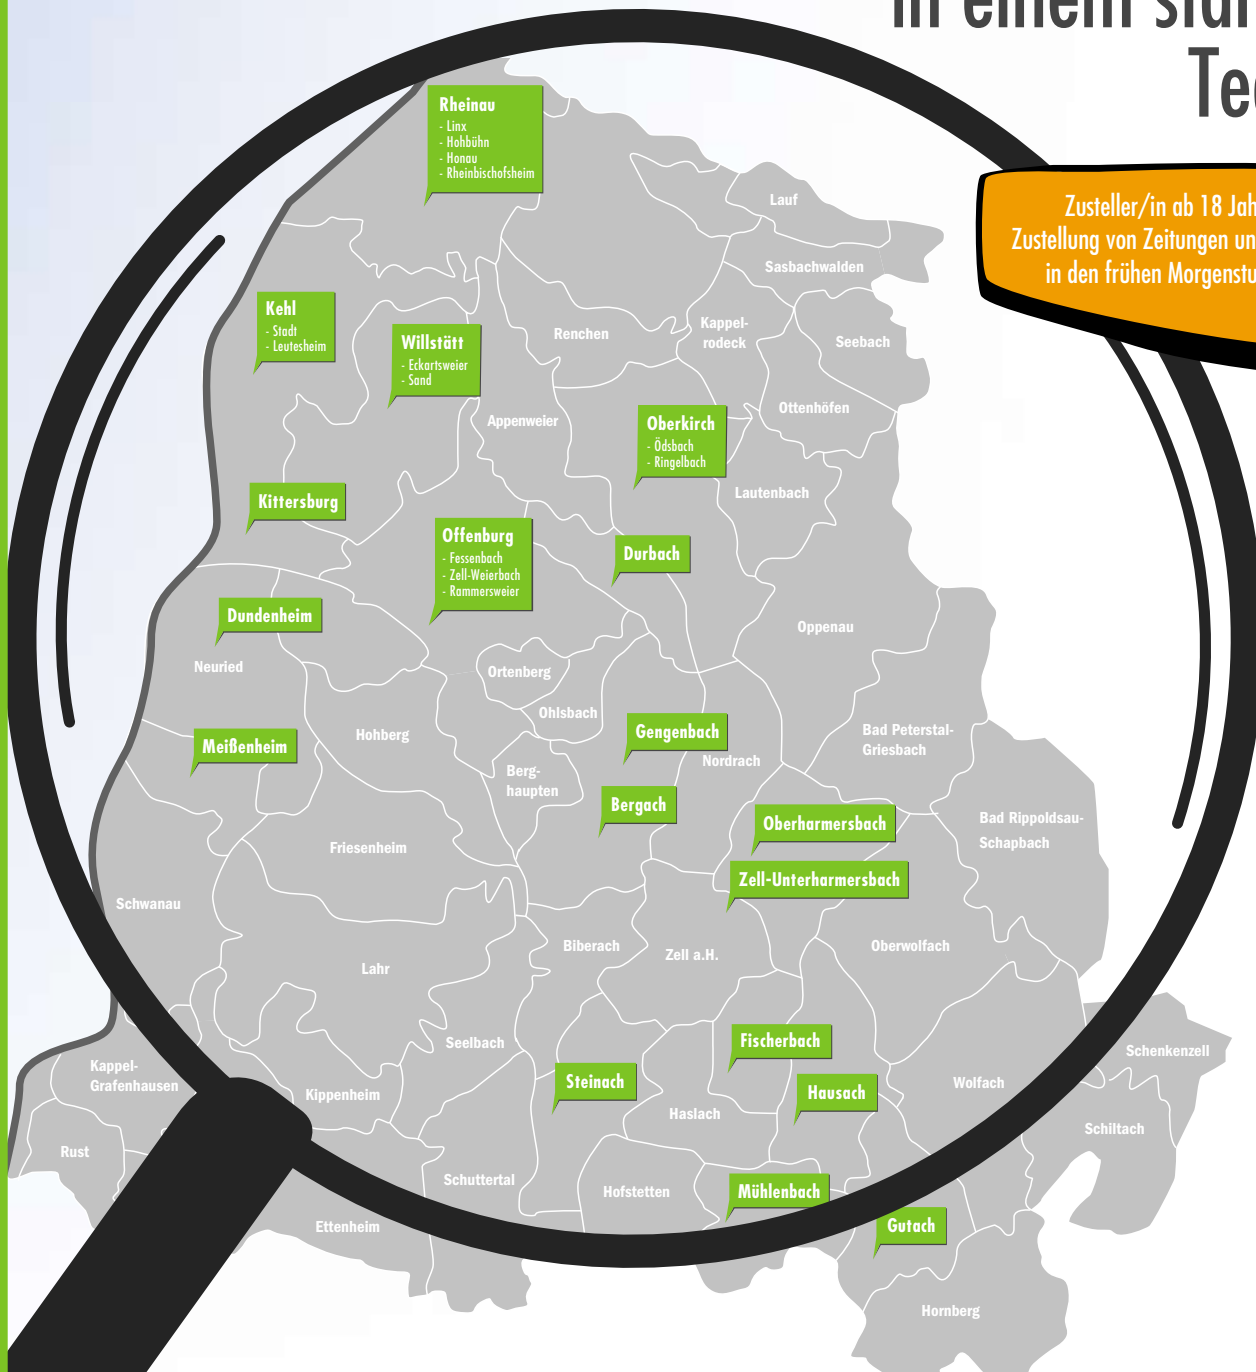 in einem
Rheinau
- Linx
- Hohbühn
- Honau
- Rheinbischofsheim
Lauf
Zusteller/in ab 18 Jah
Zustellung von Zeitungen un
in den frühen Morgenstu
Sasbachwalden
Kehl
- Stadt
- Leutesheim
Willstätt
- Eckartsweier
- Sand
Renchen
Kappel-
rodeck
Seebach
Ottenhöfen
Appenweier
Oberkirch
- Ödsbach
- Ringelbach
Lautenbach
Kittersburg
Offenburg
- Fessenbach
- Zell-Weierbach
- Rammersweier
Durbach
Dundenheim
Oppenau
Neuried
Ortenberg
Ohlsbach
Hohberg
Meißenheim
Gengenbach
Bad Peterstal-
Griesbach
Nordrach
Berg-
haupten
Bergach
Oberharmersbach
Bad Rippoldsau-
Schapbach
Friesenheim
Zell-Unterharmersbach
Schwanau
Biberach
Zell a.H.
Oberwolfach
Lahr
Seelbach
Fischerbach
Schenkenzell
Kappel-
Grafenhausen
Kippenheim
Steinach
Hausach
Wolfach
Haslach
Schiltach
Rust
Schuttertal
Hofstetten
Mühlenbach
Ettenheim
Gutach
Hornberg